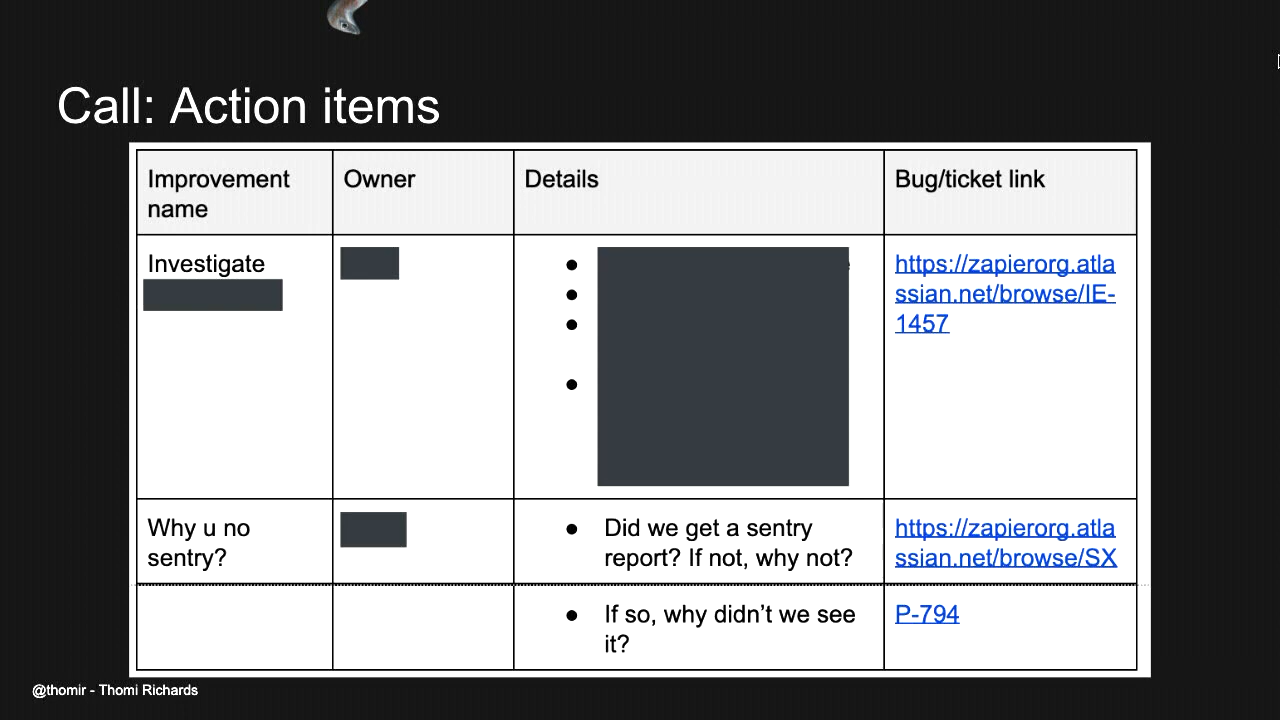 Call: Action items
Improvement name
Owner
Details
Bug/ticket link
Investigate
https://zapierorg.atla
ssian.net/browse/IE-
1457
Why u no
sentry?
● Did we get a sentry
report? If not, why not?
https://zapierorg.atla
ssian.net/browse/SX
● If so, why didn't we see
it?
P-794
@thomir - Thomi Richards